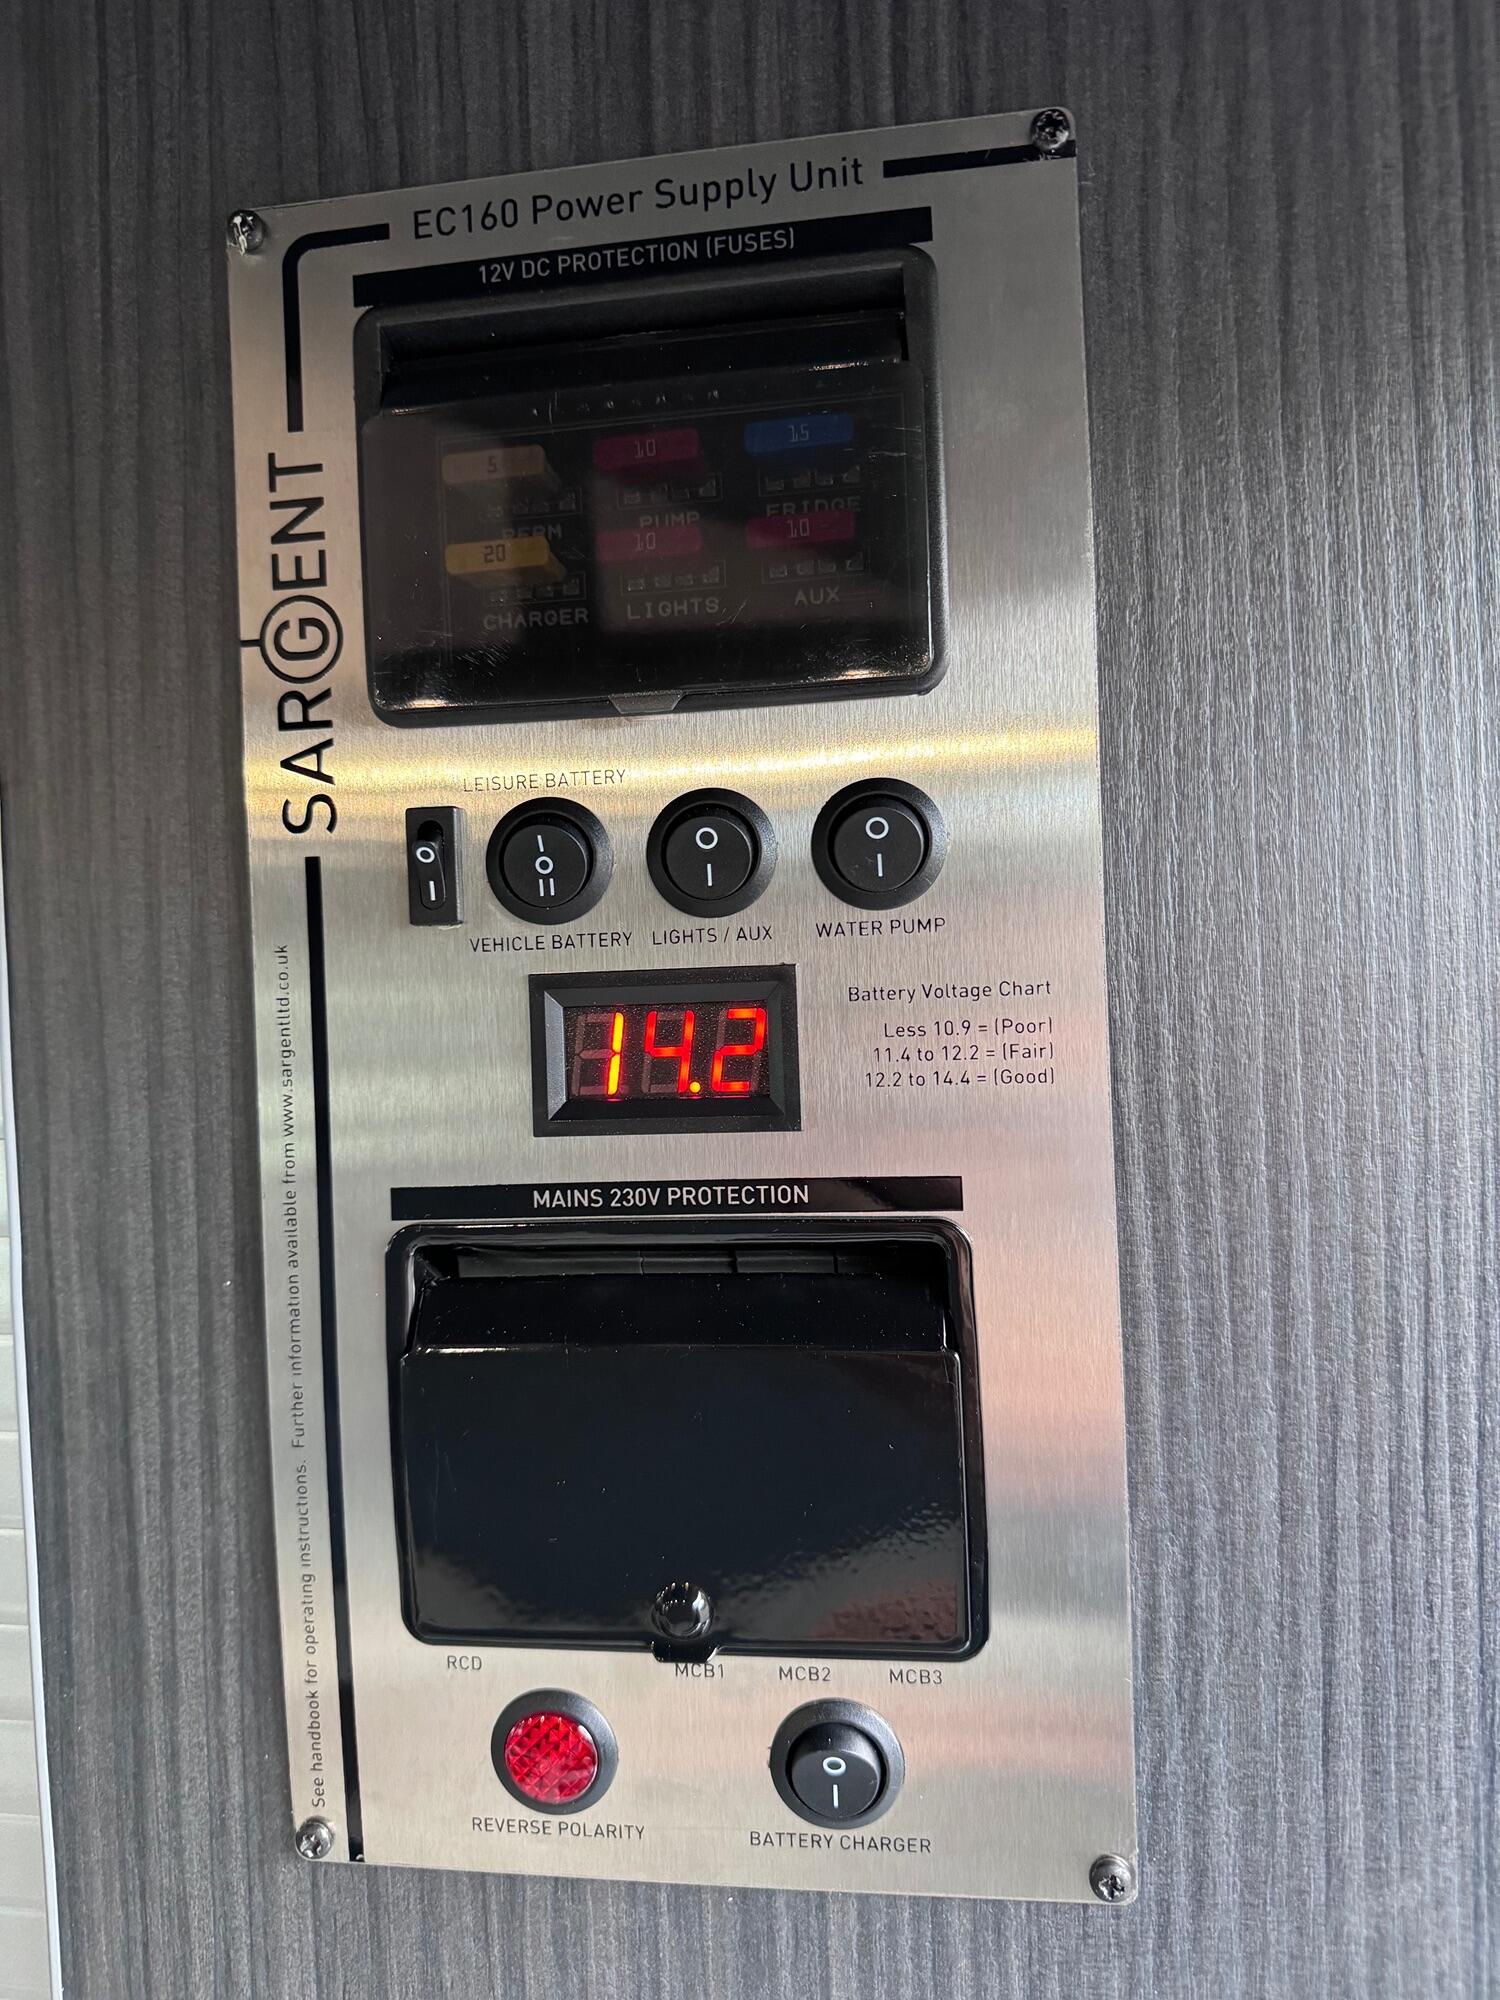 EC160 Power Supply Unit
12V DC PROTECTION (FUSES)
5
10
15
PERM
PUMP
FRIDGE
20
10
10
CHARGER
LIGHTS
AUX
SARGENT
LEISURE BATTERY
VEHICLE BATTERY
LIGHTS / AUX
WATER PUMP
14.2
Battery Voltage Chart
Less 10.9 = (Poor)
11.4 to 12.2 = (Fair)
12.2 to 14.4 = (Good)
See handbook for operating instructions. Further information available from www.sargentltd.co.uk
MAINS 230V PROTECTION
RCD
MCB1
MCB2
MCB3
REVERSE POLARITY
BATTERY CHARGER